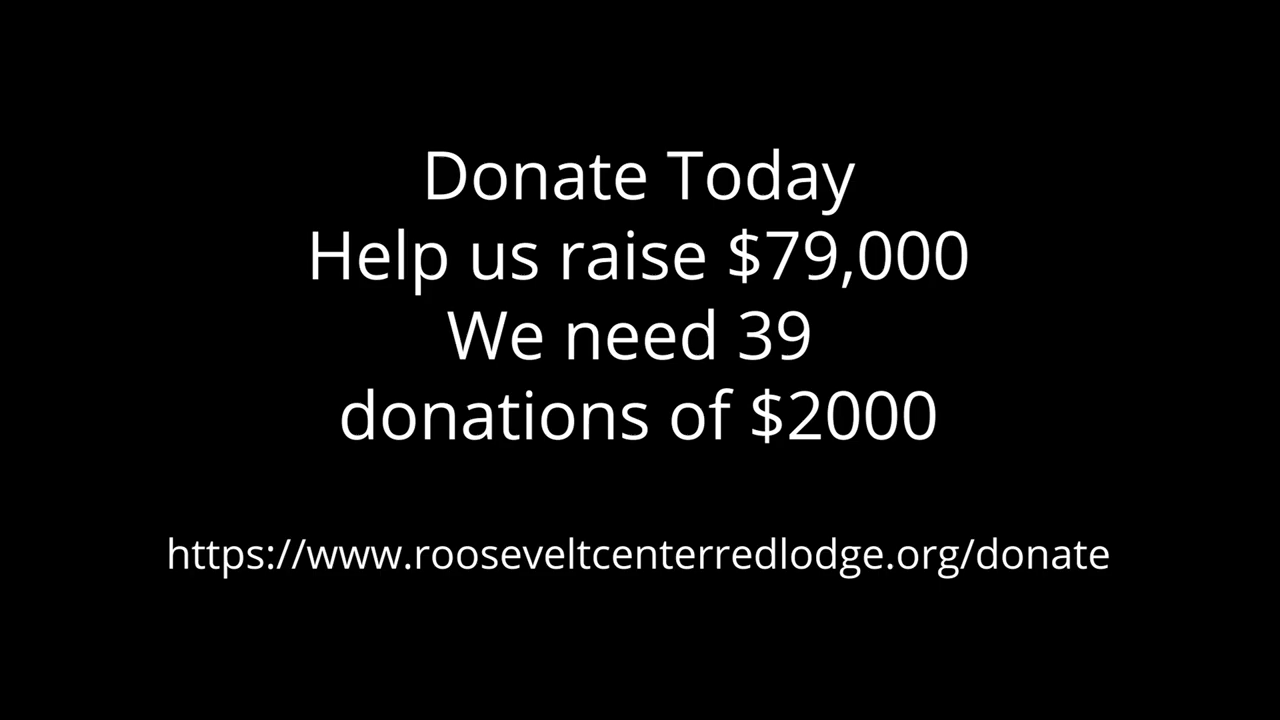 Donate Today
Help us raise $79,000
We need 39
donations of $2000
https://www.rooseveltcenterredlodge.org/donate